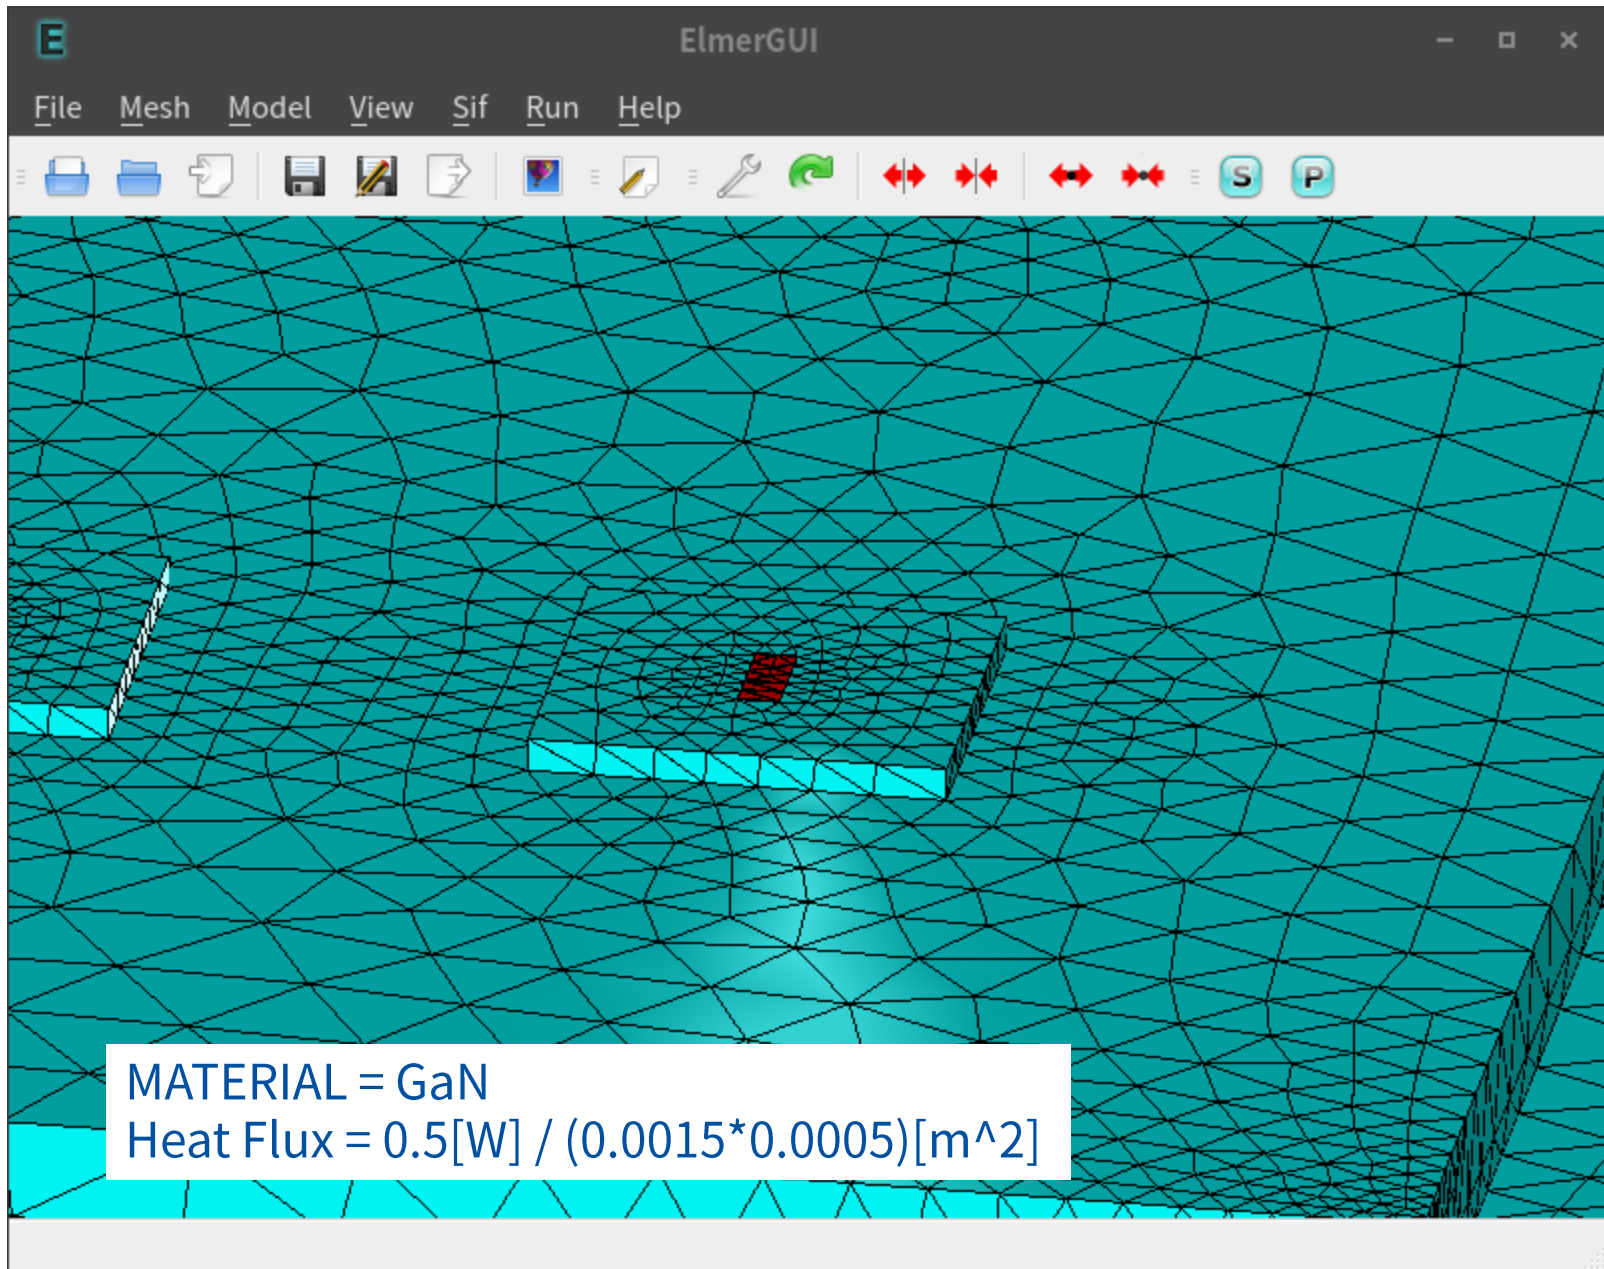 E
ElmerGUI
File Mesh Model View Sif Run Help
S P
MATERIAL = GaN
Heat Flux = 0.5[W] / (0.0015*0.0005)[m^2]